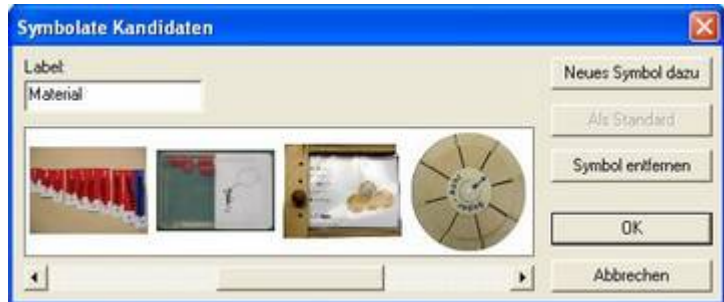 Symbolate Kandidaten
Label:
Material
Neues Symbol dazu
Als Standard
Symbol entfernen
OK
Abbrechen